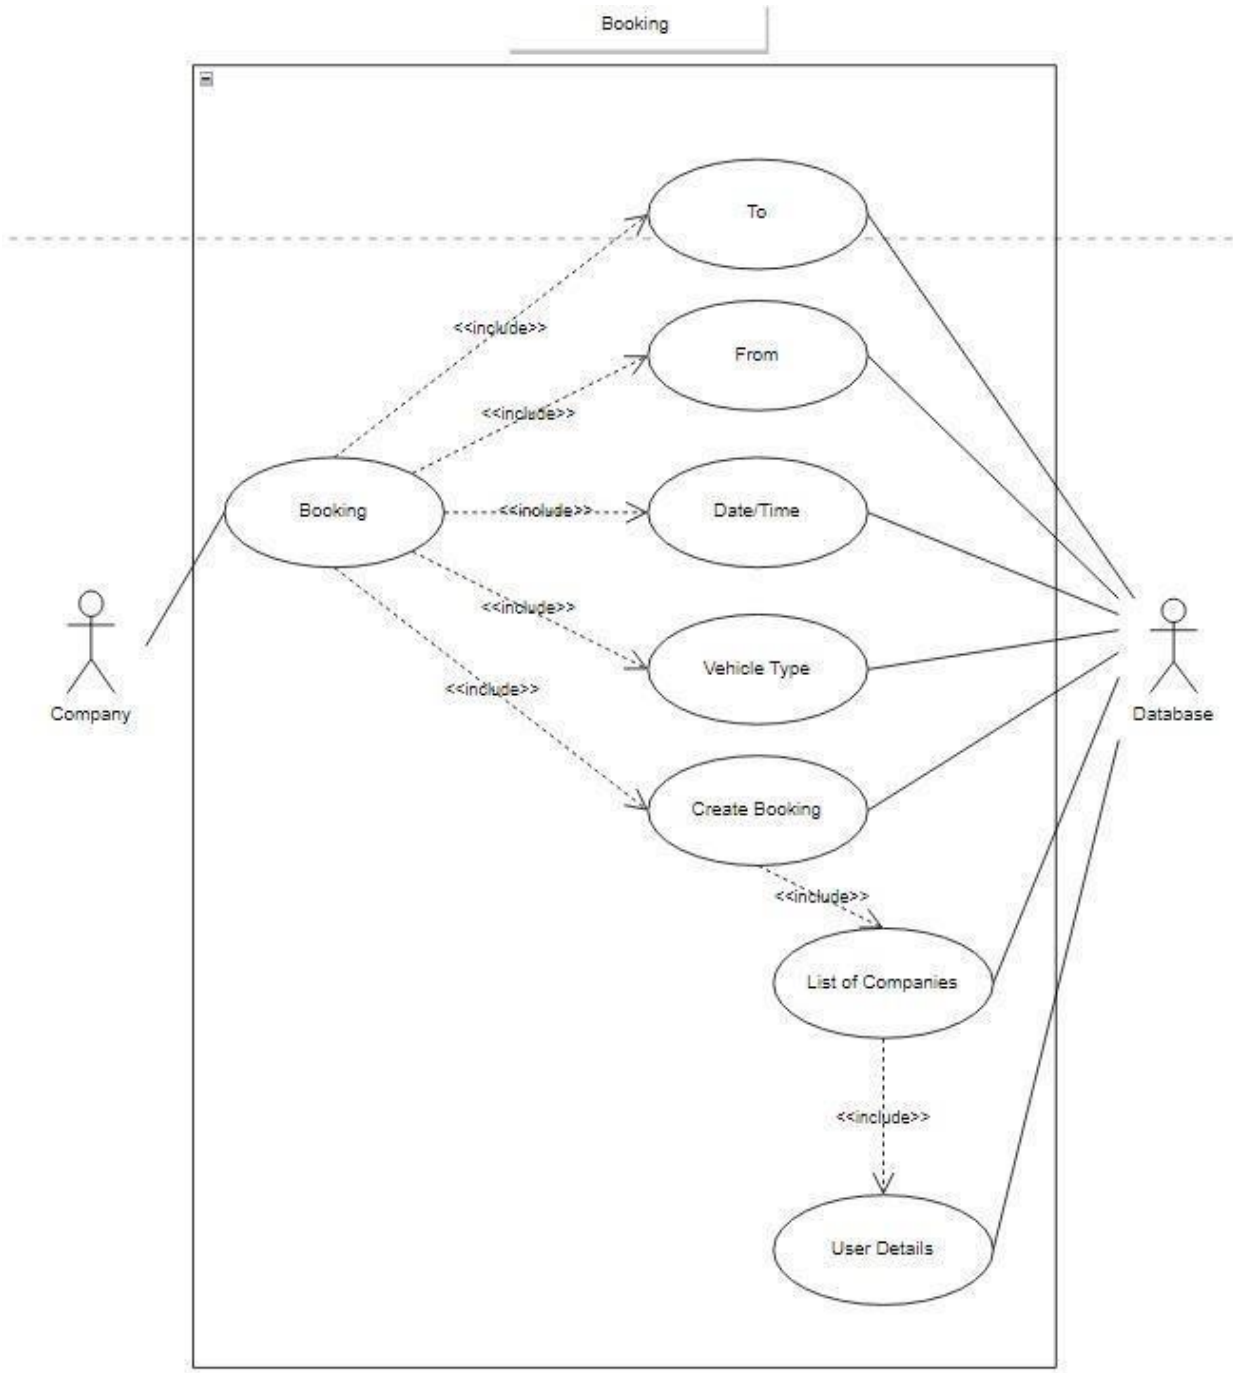 Booking
To
<<include>>
From
<<include>>
Booking
<<include>>
Date/Time
<<include>>
Vehicle Type
<<include>>
Company
Database
Create Booking
<<include>>
List of Companies
<<include>>
User Details